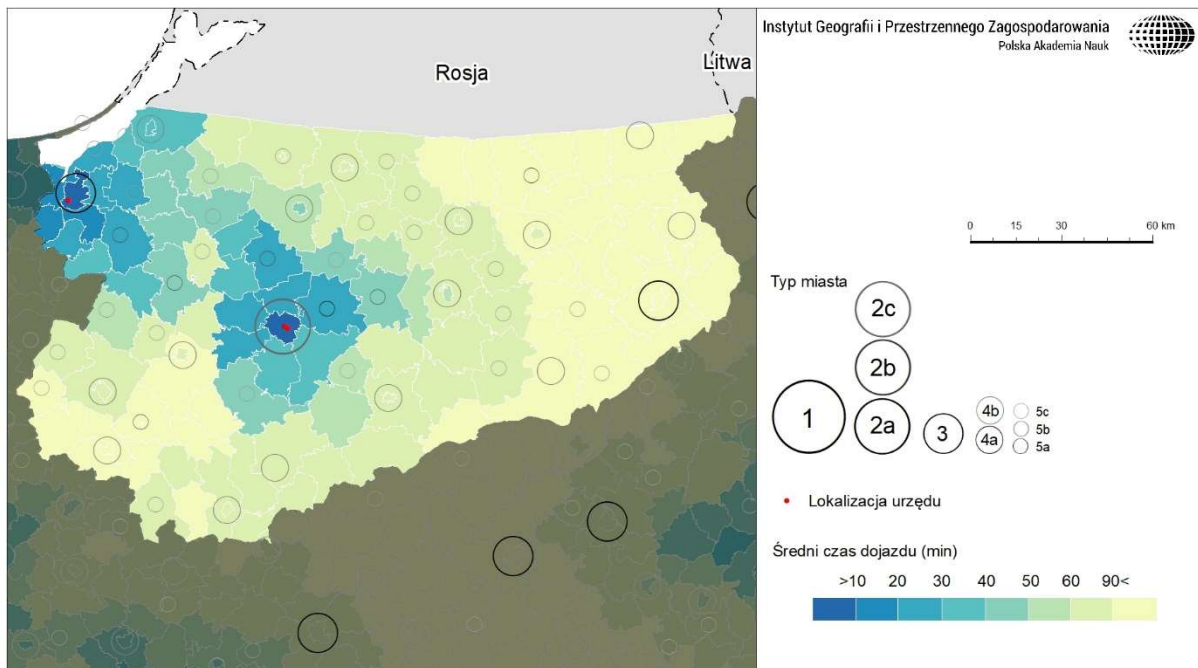 Instytut Geografii i Przestrzennego Zagospodarowania
Polska Akademia Nauk
Rosja
Litwa
0 15 30 60 km
Typ miasta
2c
2b
1
2a
3
4b
4a
5c
5b
5a
Lokalizacja urzędu
Średni czas dojazdu (min)
>10 20 30 40 50 60 90<